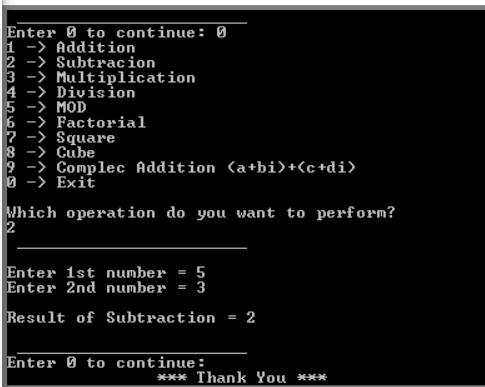 Enter 0 to continue: 0
1 -> Addition
2 -> Subtracion
3 -> Multiplication
4 -> Division
5 -> MOD
6 -> Factorial
7 -> Square
8 -> Cube
9 -> Complec Addition (a+bi)+(c+di)
0 -> Exit
Which operation do you want to perform?
2
Enter 1st number = 5
Enter 2nd number = 3
Result of Subtraction = 2
Enter 0 to continue:
*** Thank You ***